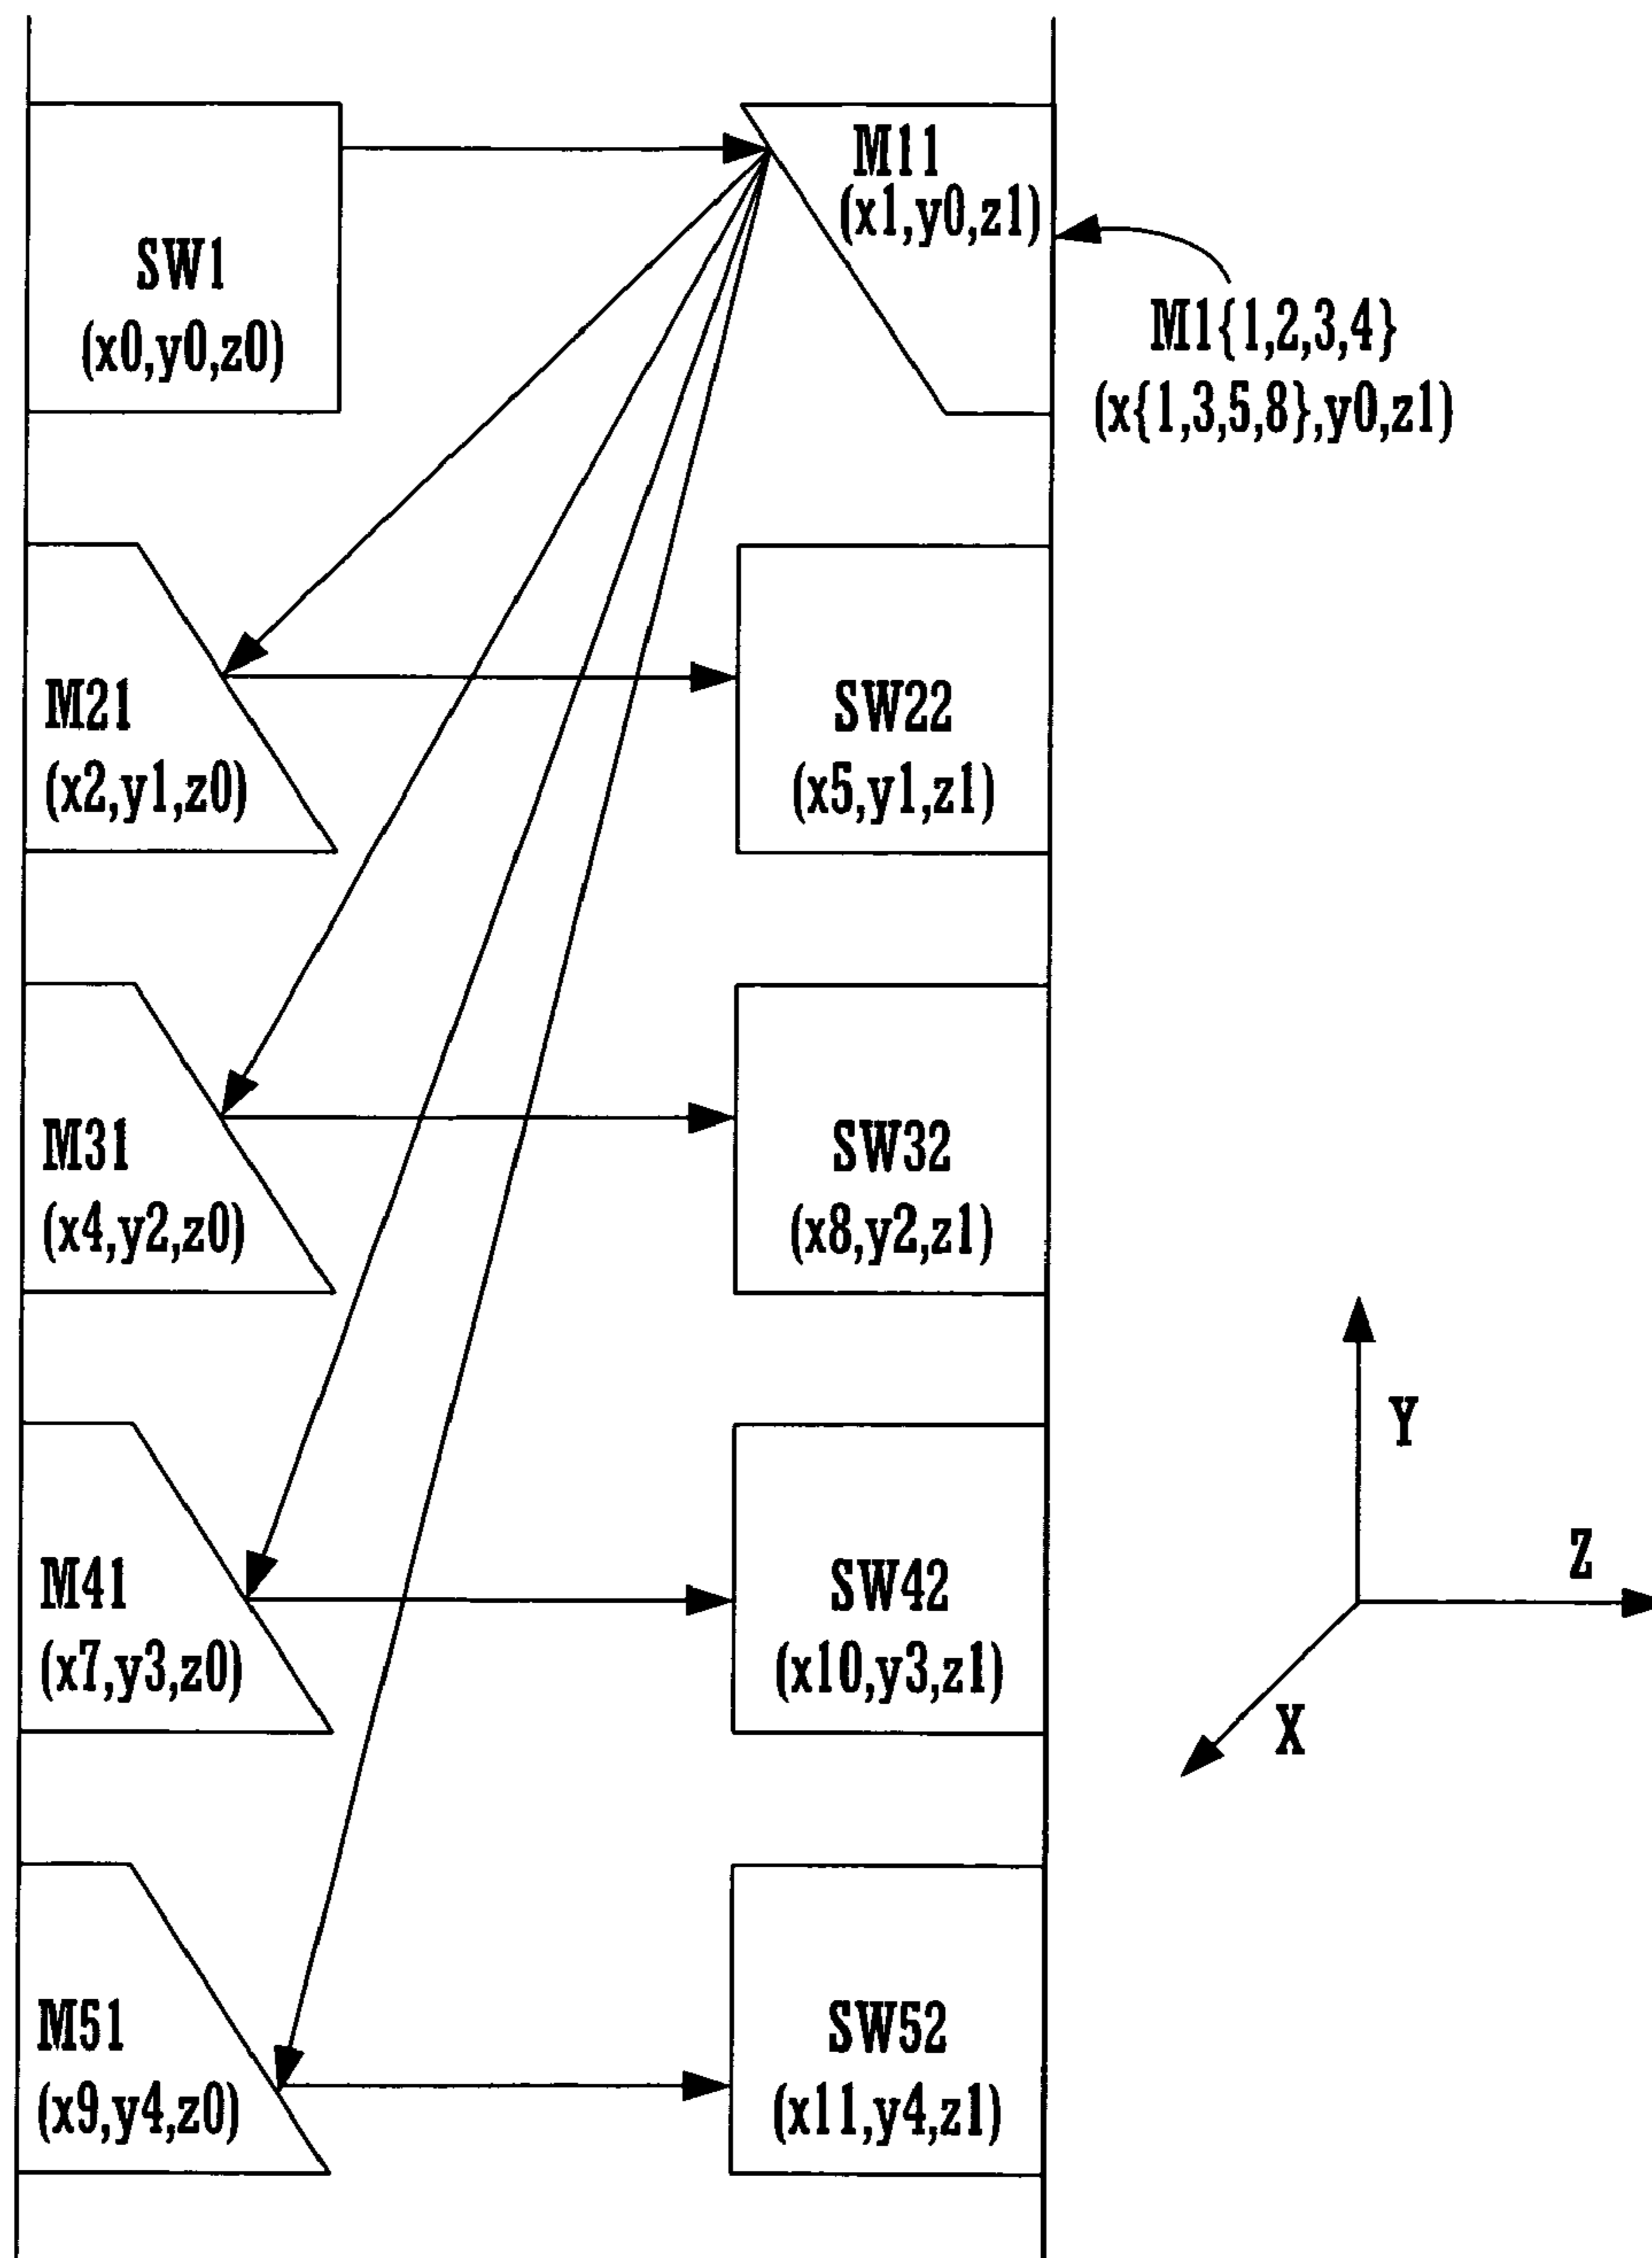 M11
(x1,y0,z1)
SW1
(x0,y0,z0)
M1{1,2,3,4}
(x{1,3,5,8},y0,z1)
M21
(x2,y1,z0)
SW22
(x5,y1,z1)
M31
(x4,y2,z0)
SW32
(x8,y2,z1)
M41
(x7,y3,z0)
SW42
(x10,y3,z1)
Y
Z
X
M51
(x9,y4,z0)
SW52
(x11,y4,z1)